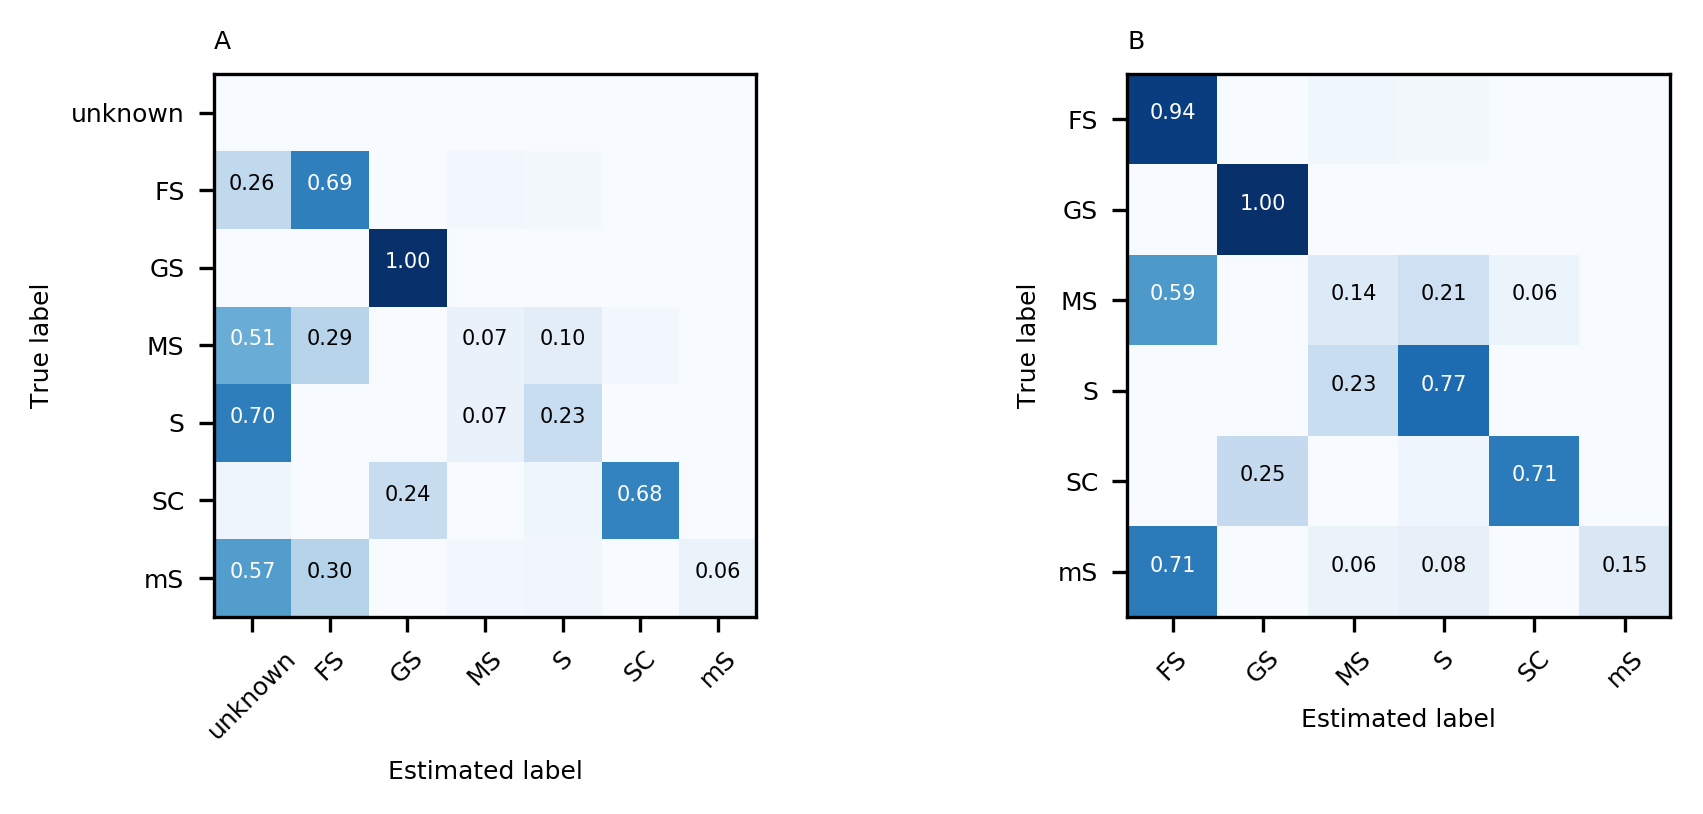 A
True label
unknown
FS 0.26 0.69
GS 1.00
MS 0.51 0.29 0.07 0.10
S 0.70 0.07 0.23
SC 0.24 0.68
mS 0.57 0.30 0.06
unknown FS GS MS S SC mS
Estimated label
B
True label
FS 0.94
GS 1.00
MS 0.59 0.14 0.21 0.06
S 0.23 0.77
SC 0.25 0.71
mS 0.71 0.06 0.08 0.15
FS GS MS S SC mS
Estimated label